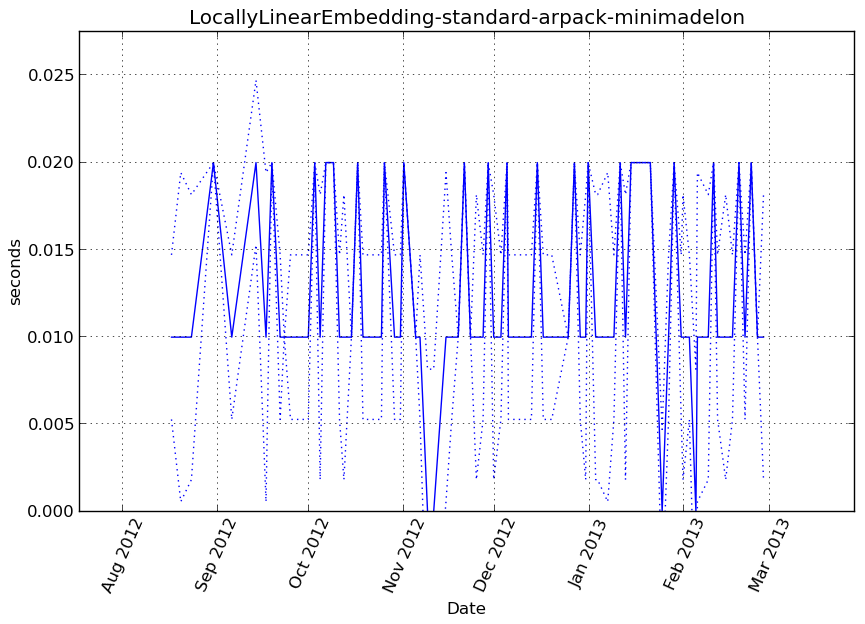 LocallyLinearEmbedding-standard-arpack-minimadelon
0.025
0.020
0.015
0.010
0.005
0.000
seconds
Aug 2012
Sep 2012
Oct 2012
Nov 2012
Dec 2012
Jan 2013
Feb 2013
Mar 2013
Date